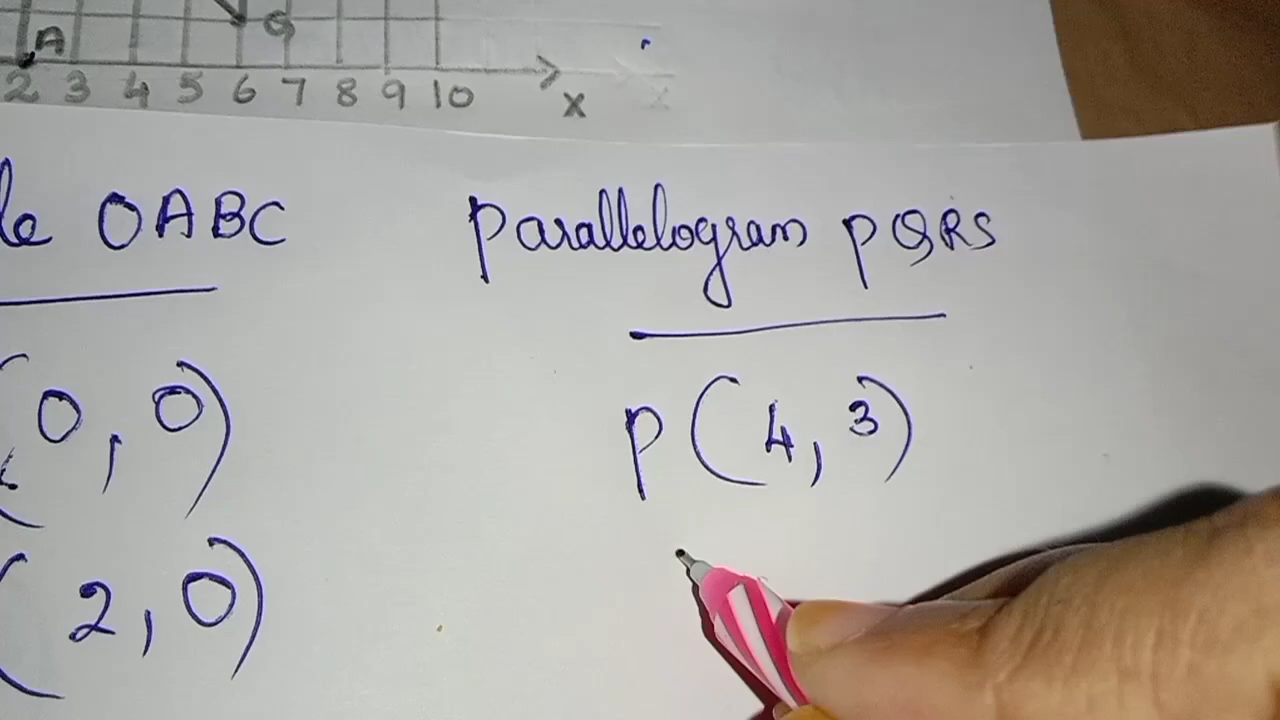 A Q
2 3 4 5 6 7 8 9 10 X
le OABC
Parallelogram PQRS
(0,0)
P(4,3)
(2,0)